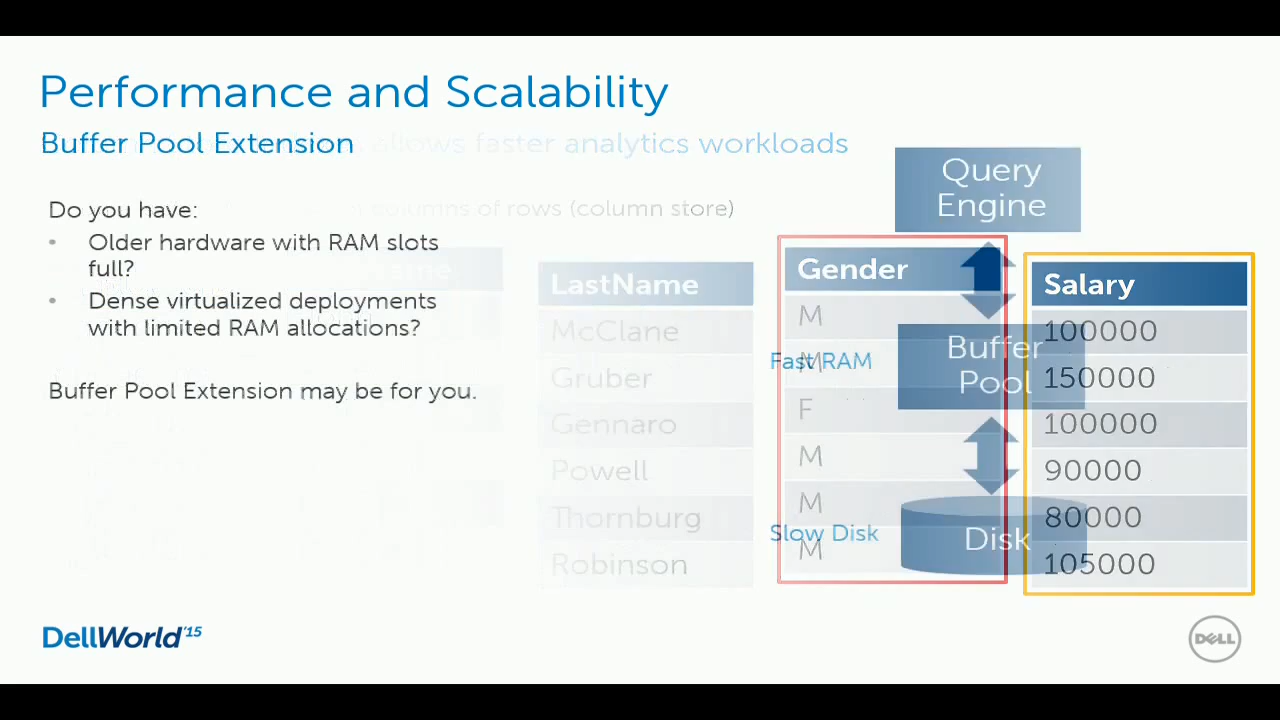 Performance and Scalability
Buffer Pool Extension
allows faster analytics workloads
Do you have:
columns of rows (column store)
• Older hardware with RAM slots
full?
• Dense virtualized deployments
with limited RAM allocations?
Buffer Pool Extension may be for you.
LastName
McClane
Gruber
Gennaro
Powell
Thornburg
Robinson
Gender
M
M
F
M
M
M
Salary
100000
150000
100000
90000
80000
105000
Query
Engine
Fast RAM
Buffer
Pool
Slow Disk
Disk
DellWorld'15
DELL